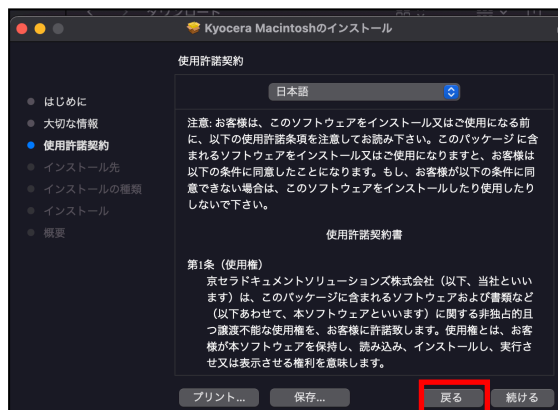 ダウンロード
Kyocera Macintoshのインストール
使用許諾契約
日本語
はじめに
大切な情報
使用許諾契約
インストール先
インストールの種類
インストール
概要
注意: お客様は、このソフトウェアをインストール又はご使用になる前
に、以下の使用許諾条項を注意してお読み下さい。このパッケージ に含
まれるソフトウェアをインストール又はご使用になりますと、お客様は
以下の条件に同意したことになります。もし、お客様が以下の条件に同
意できない場合は、このソフトウェアをインストールしたり使用したり
しないで下さい。
使用許諾契約書
第1条（使用権）
京セラドキュメントソリューションズ株式会社（以下、当社といい
ます）は、このパッケージに含まれるソフトウェアおよび書類など
（以下あわせて、本ソフトウェアといいます）に関する非独占的且
つ譲渡不能な使用権を、お客様に許諾致します。使用権とは、お客
様が本ソフトウェアを保持し、読み込み、インストールし、実行さ
せ又は表示させる権利を意味します。
プリント... 保存... 戻る 続ける